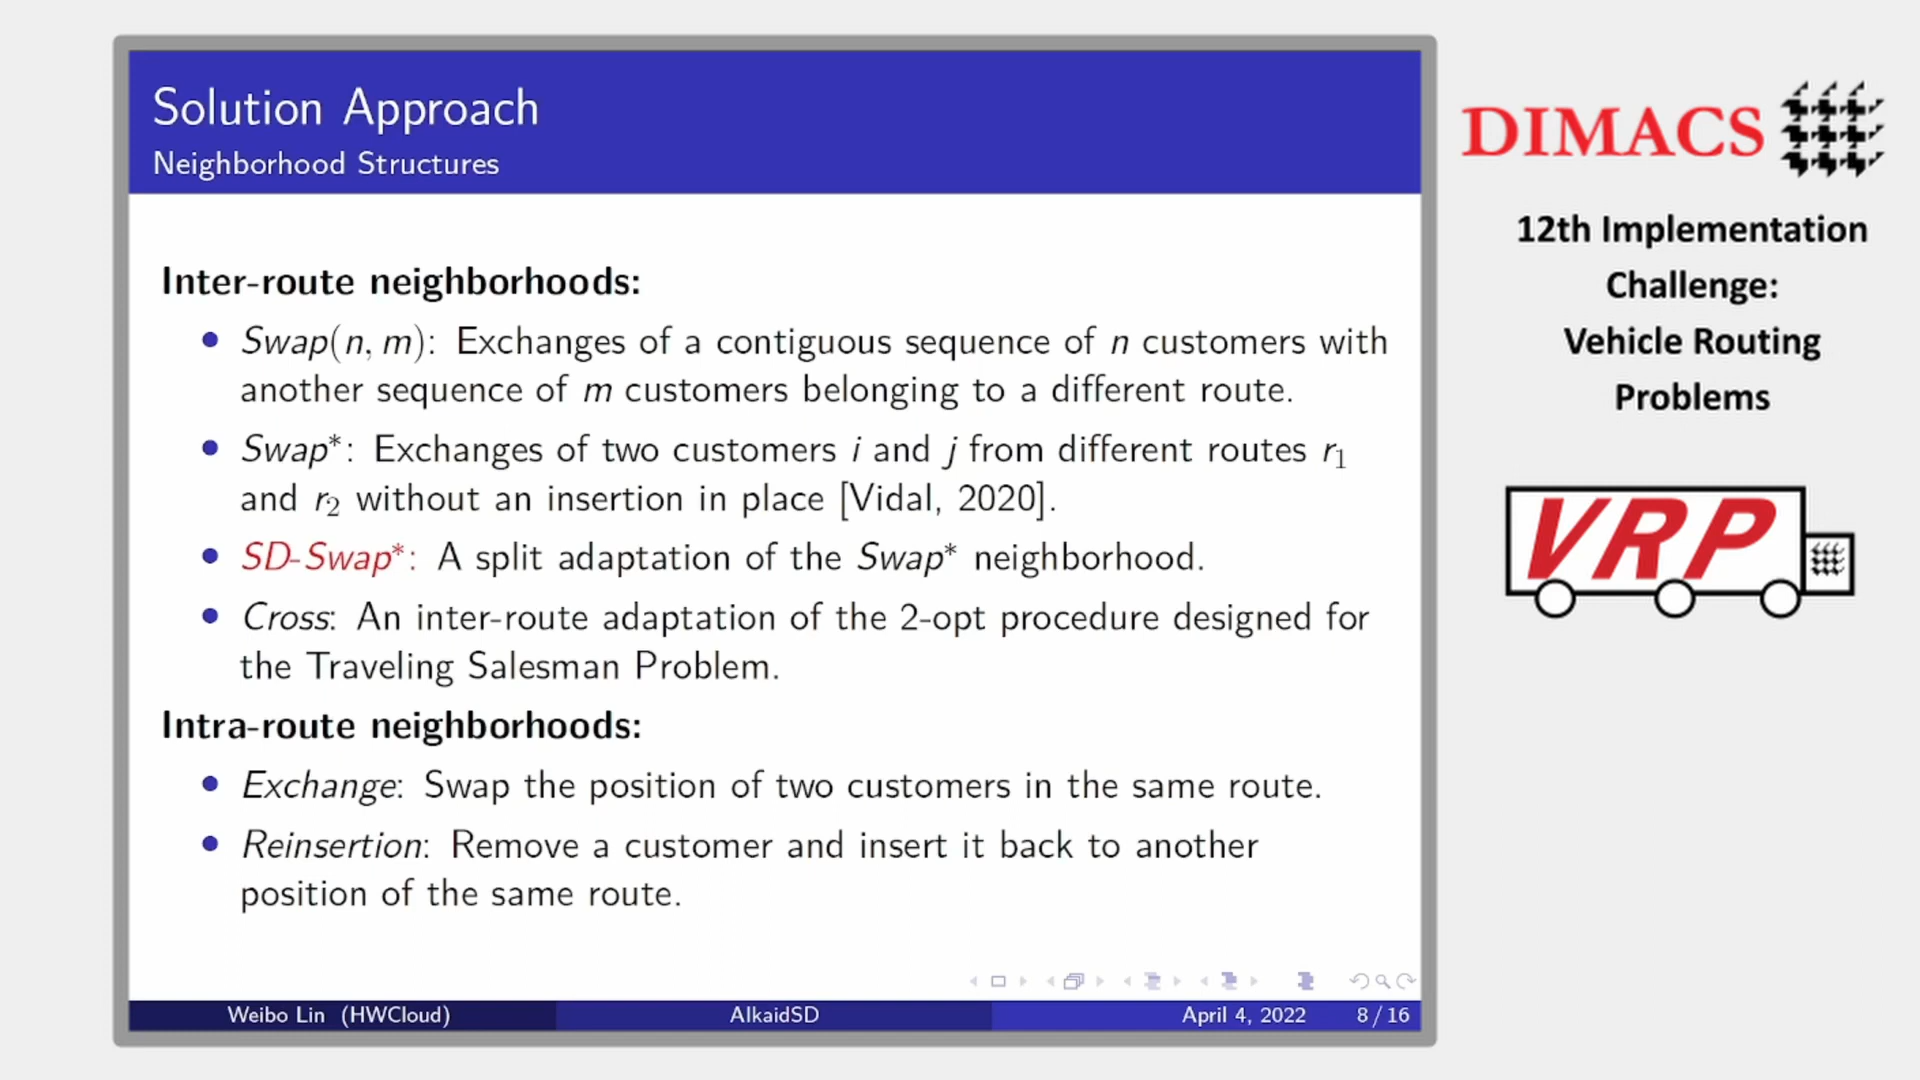 Solution Approach
Neighborhood Structures
Inter-route neighborhoods:
Swap(n, m): Exchanges of a contiguous sequence of n customers with
another sequence of m customers belonging to a different route.
Swap*: Exchanges of two customers i and j from different routes r1
and r2 without an insertion in place [Vidal, 2020].
SD-Swap*: A split adaptation of the Swap* neighborhood.
Cross: An inter-route adaptation of the 2-opt procedure designed for
the Traveling Salesman Problem.
Intra-route neighborhoods:
Exchange: Swap the position of two customers in the same route.
Reinsertion: Remove a customer and insert it back to another
position of the same route.
Weibo Lin (HWCloud)
AlkaidSD
April 4, 2022
8 / 16
DIMACS
12th Implementation
Challenge:
Vehicle Routing
Problems
VRP